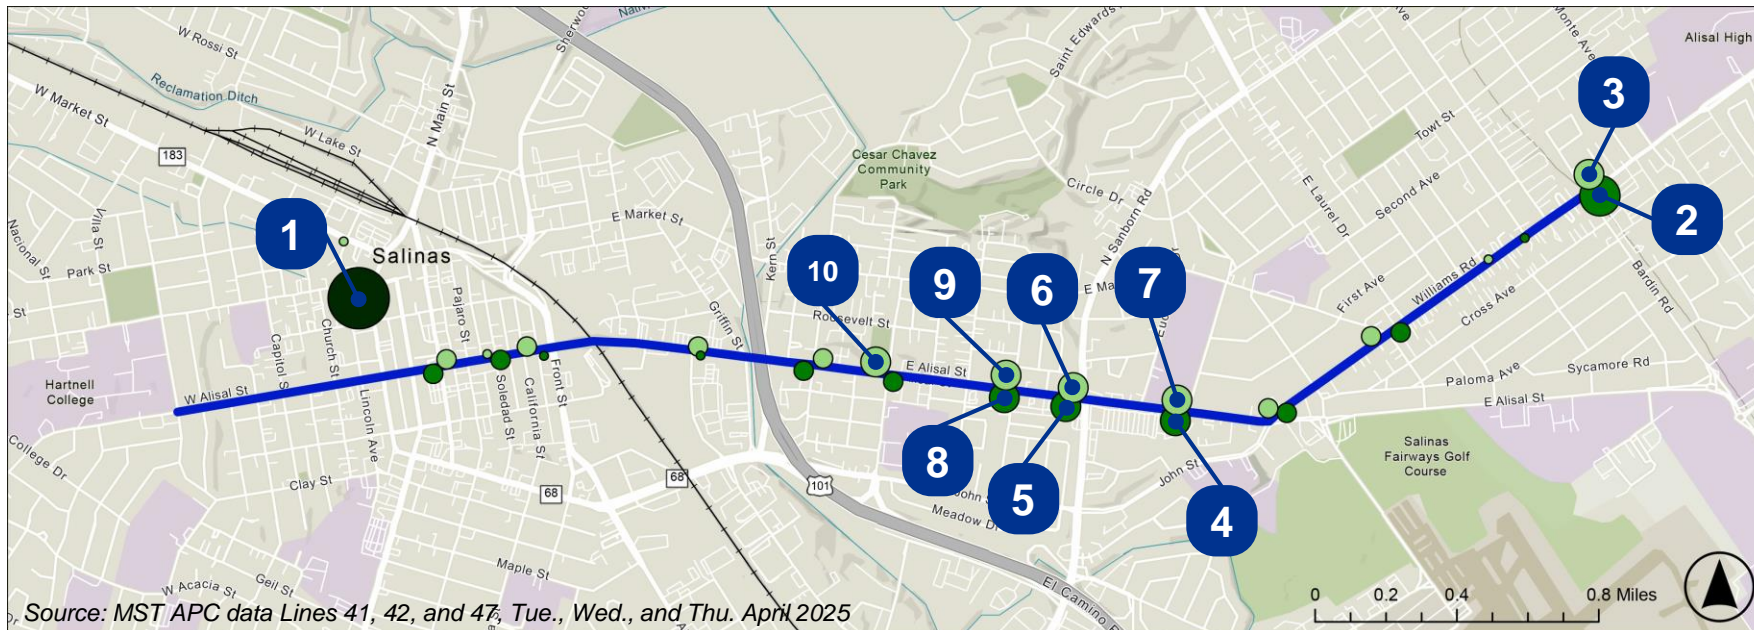 W Rossi St
Reclamation Ditch
W Market St
183
W Lake St
N Main St
Saint Edwards
Alisal High
3
Towt St
Cesar Chavez
Community
Park
Circle Dr
E Laurel Dr
Second Ave
2
Villa St
National St
Park St
1
Salinas
E Market St
Kern St
N Sanborn Rd
10
9
6
7
First Ave
Williams Rd
Cross Ave
Bardin Rd
Pajaro St
Church St
Capitol S
Griffin St
Roosevelt St
E Alisal St
Hartnell
College
W Alisal St
Lincoln Ave
Soledad St
California St
Front St
Paloma Ave
Sycamore Rd
E Alisal St
College Dr
Clay St
68
68
101
8
5
4
John St
Meadow D
Salinas
Fairways Golf
Course
Maple St
W Acacia St
Geil St
El Camino
0 0.2 0.4 0.8 Miles
Source: MST APC data Lines 41, 42, and 47, Tue., Wed., and Thu. April 2025